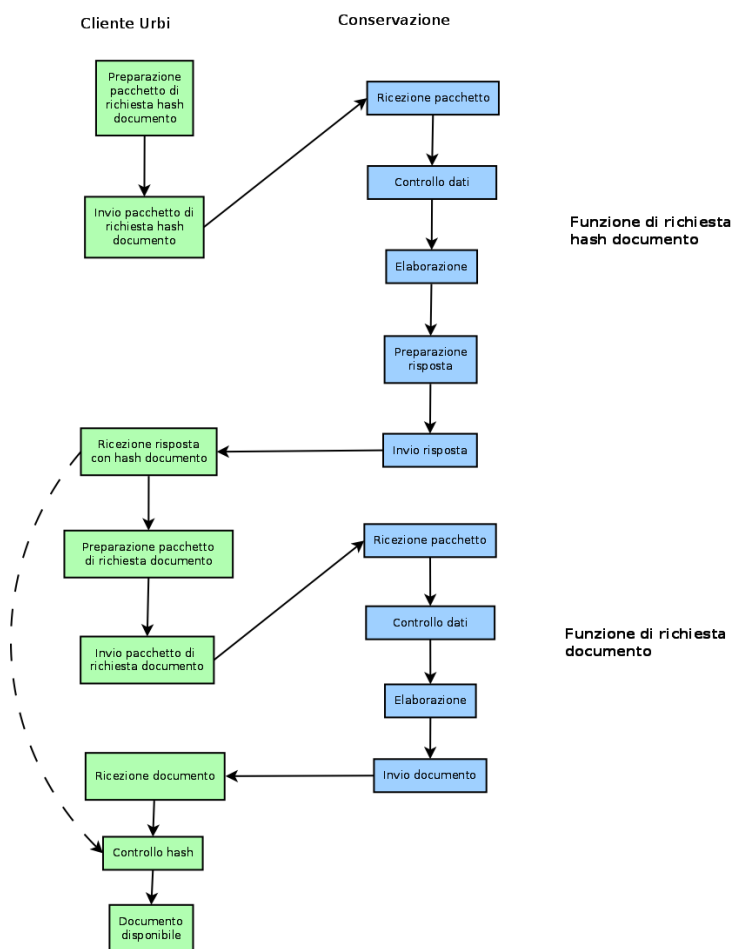 Cliente Urbi
Conservazione
Preparazione
pacchetto di
richiesta hash
documento
Ricezione pacchetto
Controllo dati
Invio pacchetto di
richiesta hash
documento
Funzione di richiesta
hash documento
Elaborazione
Preparazione
risposta
Ricezione risposta
con hash documento
Invio risposta
Preparazione pacchetto
di richiesta documento
Ricezione pacchetto
Controllo dati
Invio pacchetto di
richiesta documento
Funzione di richiesta
documento
Elaborazione
Ricezione documento
Invio documento
Controllo hash
Documento
disponibile